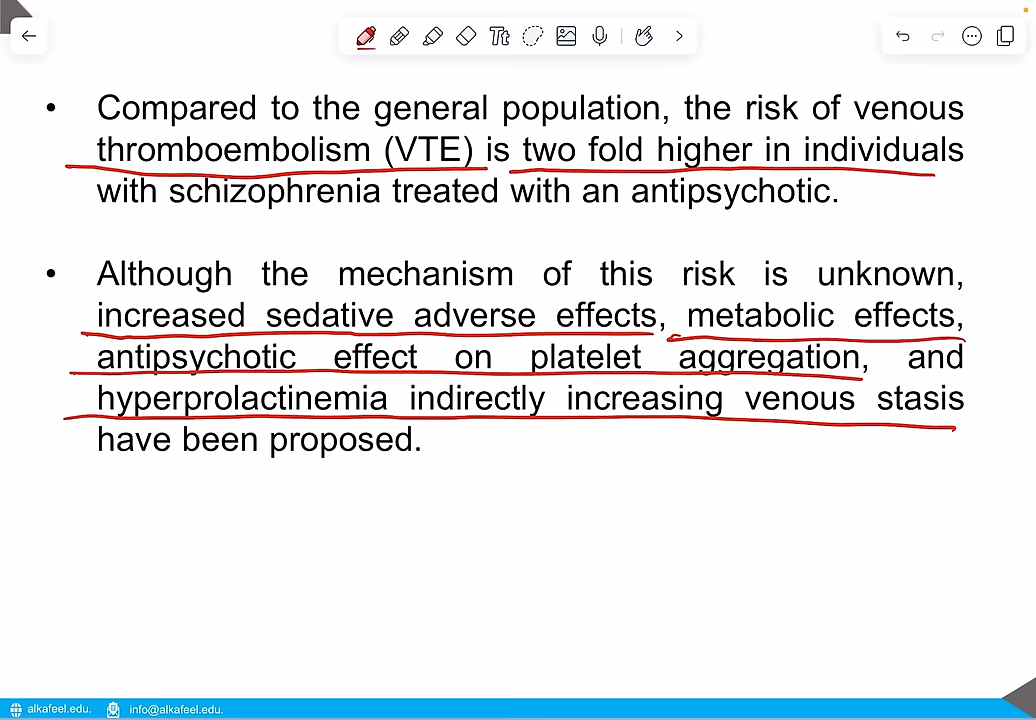 Tt
• Compared to the general population, the risk of venous
thromboembolism (VTE) is two fold higher in individuals
with schizophrenia treated with an antipsychotic.
• Although the mechanism of this risk is unknown,
increased sedative adverse effects, metabolic effects,
antipsychotic effect on platelet aggregation, and
hyperprolactinemia indirectly increasing venous stasis
have been proposed.
alkafeel.edu. info@alkafeel.edu.